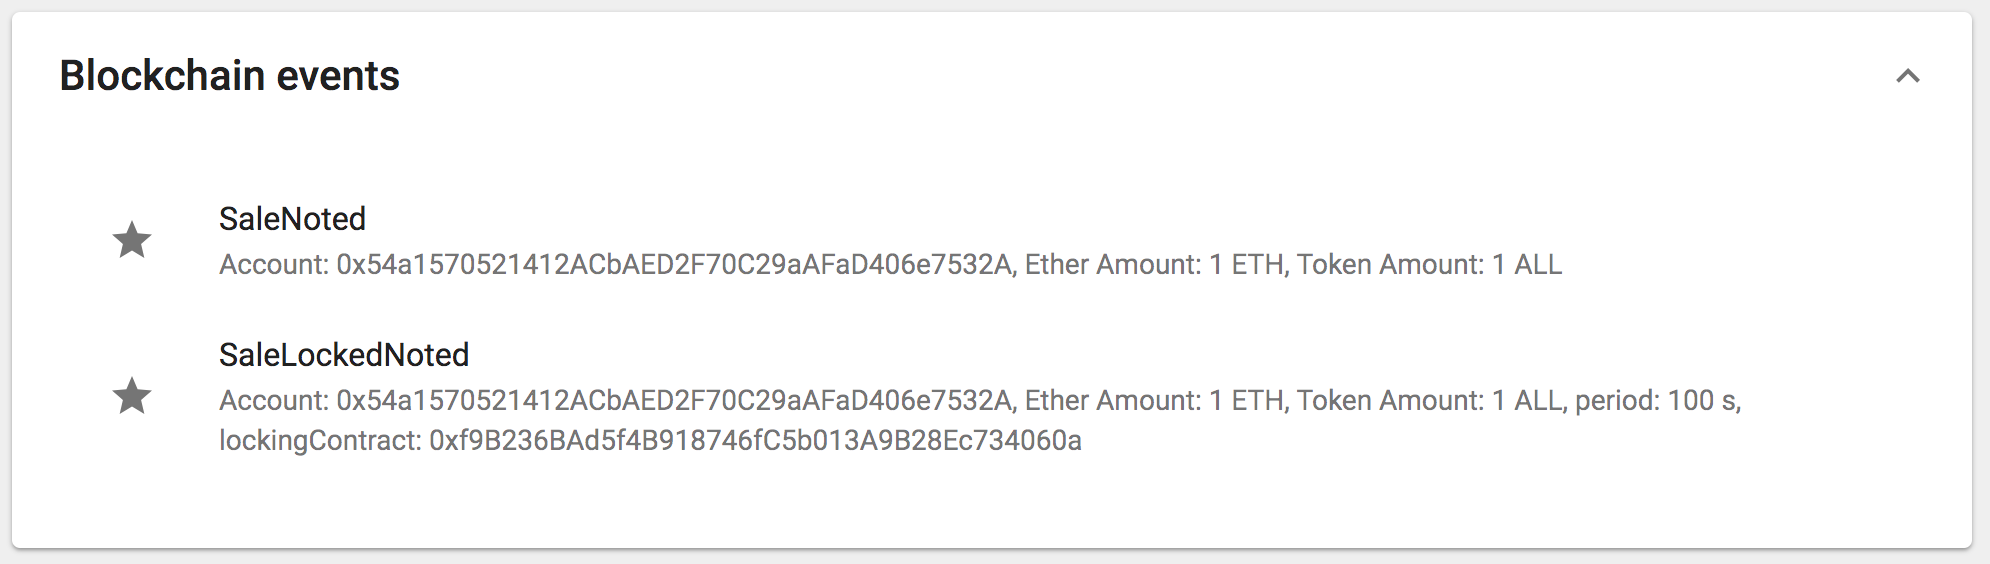 Blockchain events
SaleNoted
Account: 0x54a1570521412ACbAED2F70C29aAFaD406e7532A, Ether Amount: 1 ETH, Token Amount: 1 ALL
SaleLockedNoted
Account: 0x54a1570521412ACbAED2F70C29aAFaD406e7532A, Ether Amount: 1 ETH, Token Amount: 1 ALL, period: 100 s,
lockingContract: 0xf9B236BAd5f4B918746fC5b013A9B28Ec734060a